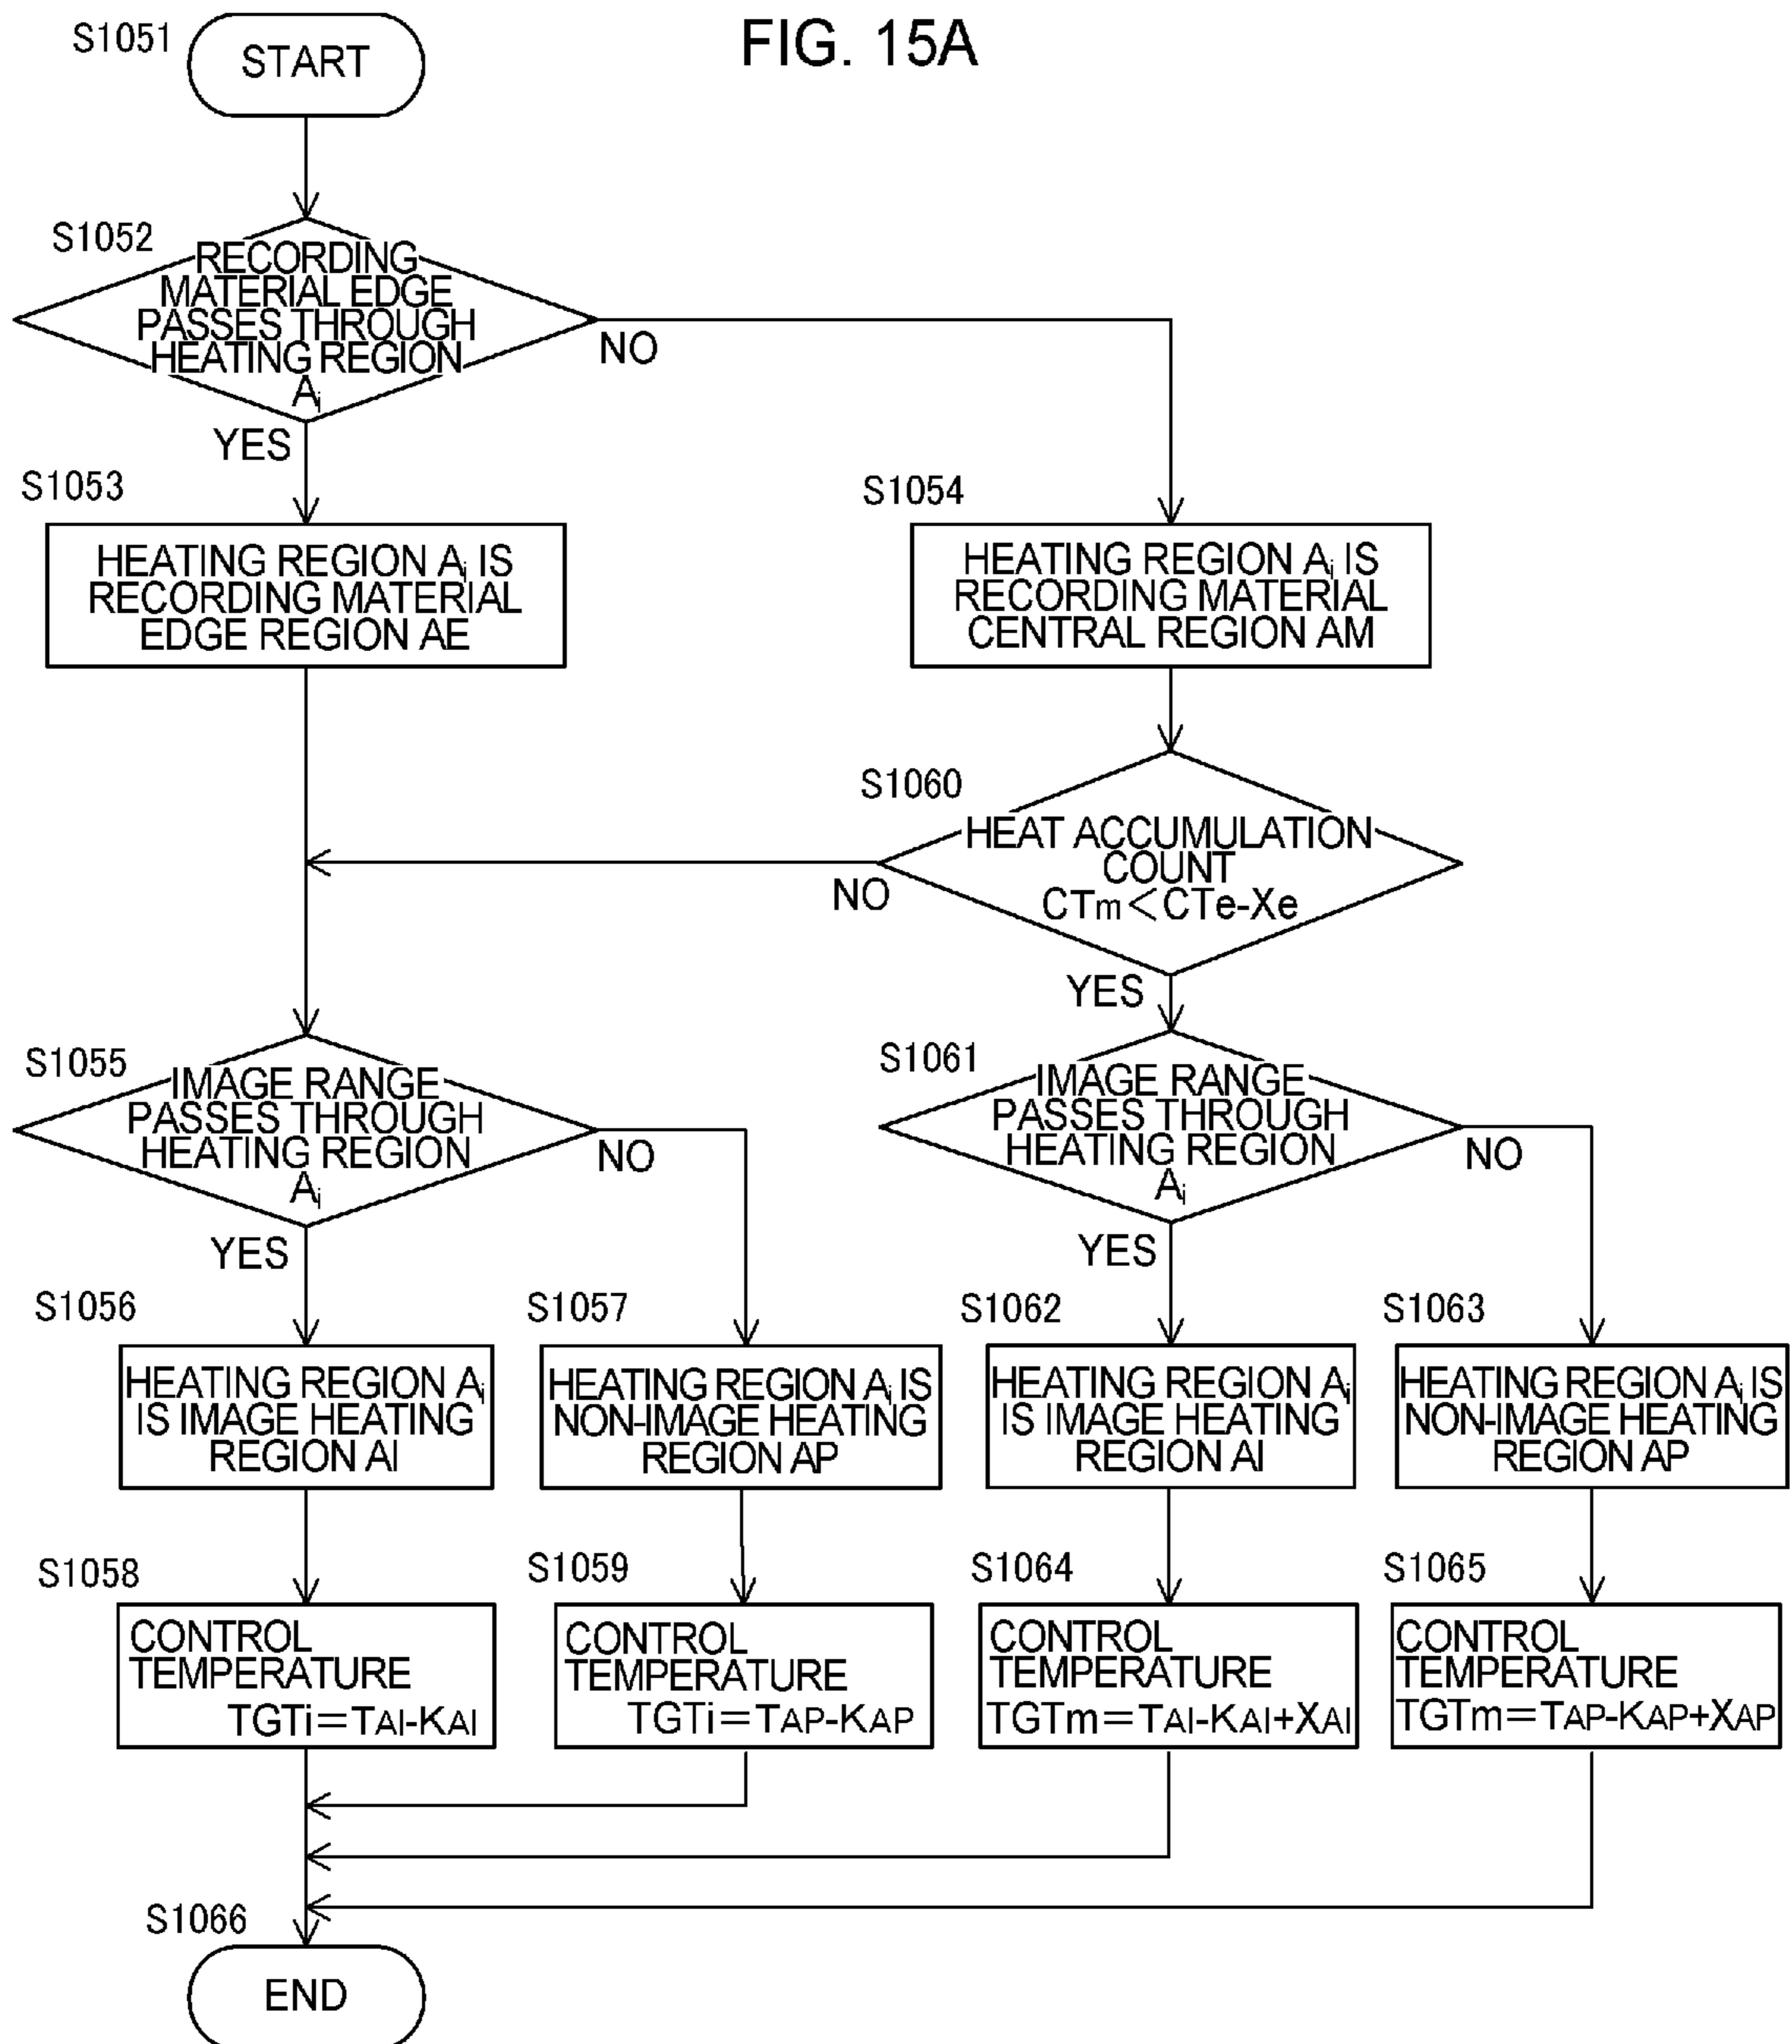 FIG. 15A
S1051
START
S1052
RECORDING
MATERIAL EDGE
PASSES THROUGH
HEATING REGION
Ai
NO
YES
S1053
HEATING REGION Ai IS
RECORDING MATERIAL
EDGE REGION AE
S1054
HEATING REGION Ai IS
RECORDING MATERIAL
CENTRAL REGION AM
S1060
HEAT ACCUMULATION
COUNT
CTm<CTe-Xe
NO
YES
S1055
IMAGE RANGE
PASSES THROUGH
HEATING REGION
Ai
NO
YES
S1061
IMAGE RANGE
PASSES THROUGH
HEATING REGION
Ai
NO
YES
S1056
HEATING REGION Ai
IS IMAGE HEATING
REGION AI
S1057
HEATING REGION Ai IS
NON-IMAGE HEATING
REGION AP
S1062
HEATING REGION Ai
IS IMAGE HEATING
REGION AI
S1063
HEATING REGION Ai IS
NON-IMAGE HEATING
REGION AP
S1058
CONTROL
TEMPERATURE
TGTi=TAI-KAI
S1059
CONTROL
TEMPERATURE
TGTi=TAP-KAP
S1064
CONTROL
TEMPERATURE
TGTm=TAI-KAI+XAI
S1065
CONTROL
TEMPERATURE
TGTm=TAP-KAP+XAP
S1066
END